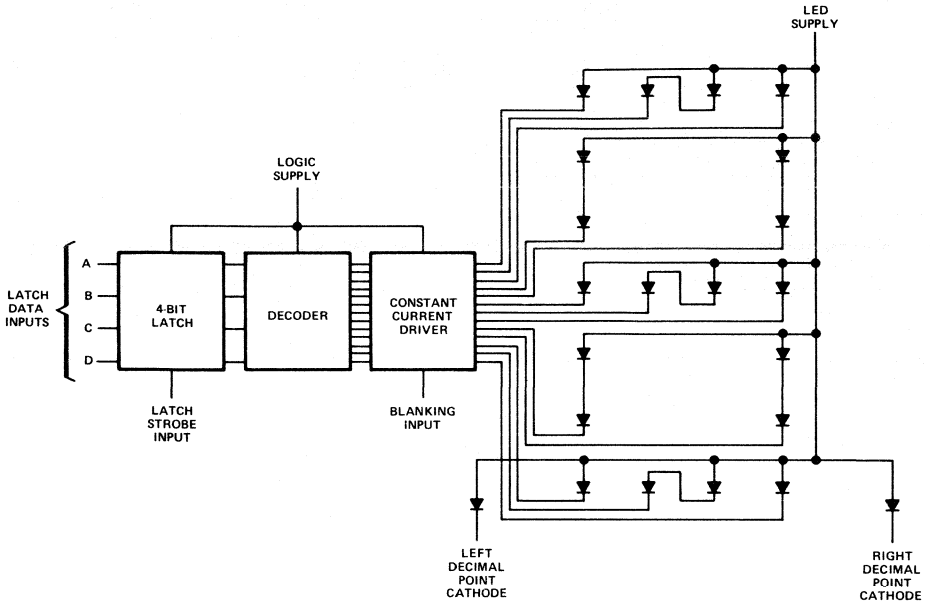 LED
SUPPLY
LOGIC
SUPPLY
LATCH
DATA
INPUTS
A
B
C
D
4-BIT
LATCH
DECODER
CONSTANT
CURRENT
DRIVER
LATCH
STROBE
INPUT
BLANKING
INPUT
LEFT
DECIMAL
POINT
CATHODE
RIGHT
DECIMAL
POINT
CATHODE